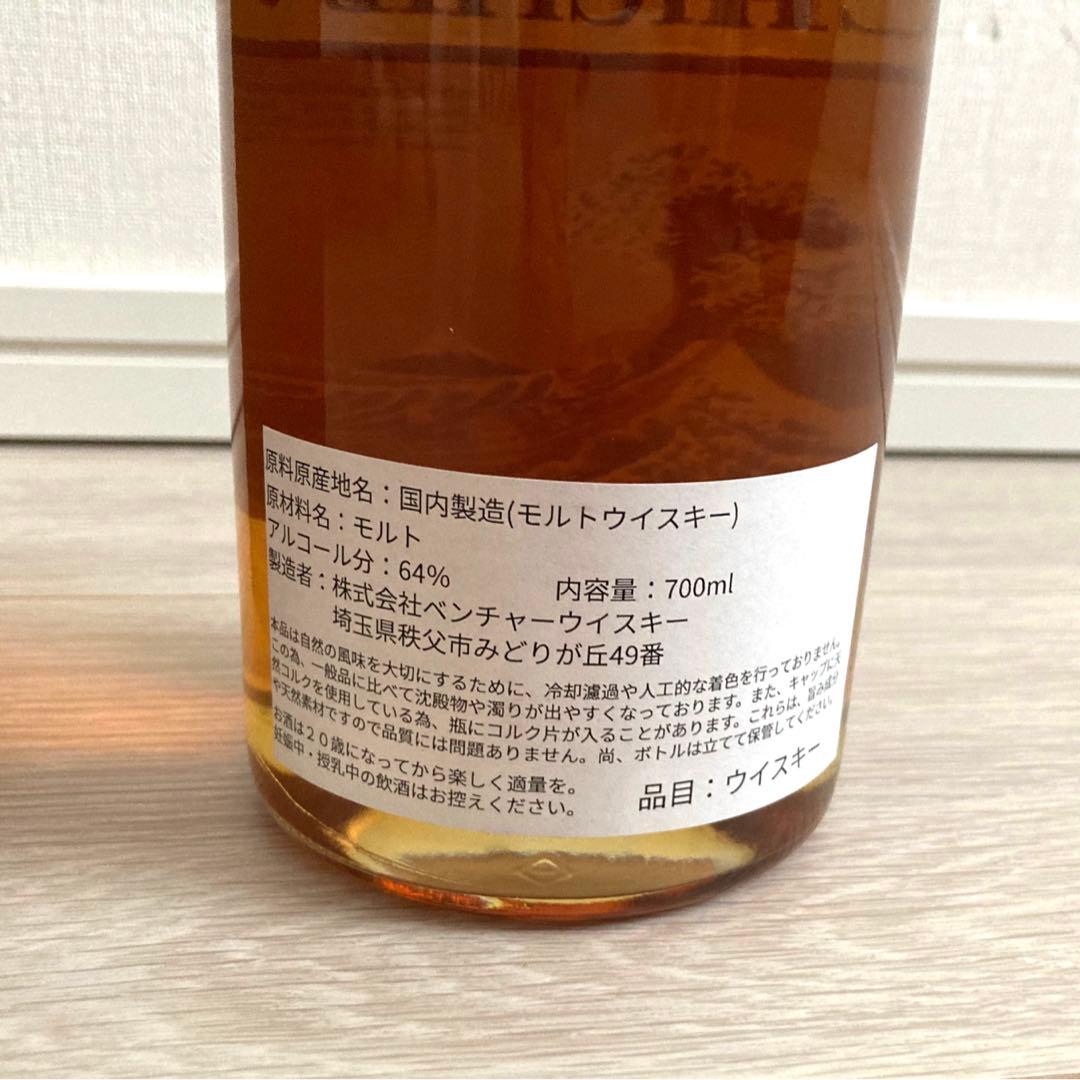 原料原産地名：国内製造(モルトウイスキー)
原材料名：モルト
アルコール分：64% 内容量：700ml
製造者：株式会社ベンチャーウイスキー
埼玉県秩父市みどりが丘49番
本品は自然の風味を大切にするために、冷却濾過や人工的な着色を行っておりません。
この為、一般品に比べて沈殿物や濁りが出やすくなっております。また、キャップに天
然コルクを使用している為、瓶にコルク片が入ることがあります。これらは、旨み成分
や天然素材ですので品質には問題ありません。尚、ボトルは立てて保管してください。
お酒は２０歳になってから楽しく適量を。
妊娠中・授乳中の飲酒はお控えください。
品目：ウイスキー